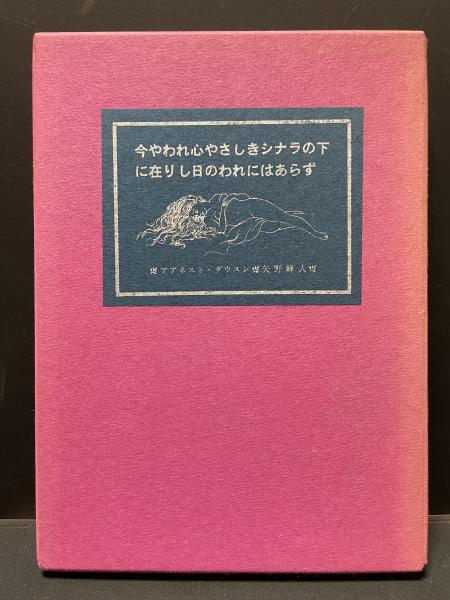 今やわれ心やさしきシナラの下
に在りし日のわれにはあらず
アアネスト・ダウスン 矢野峰人